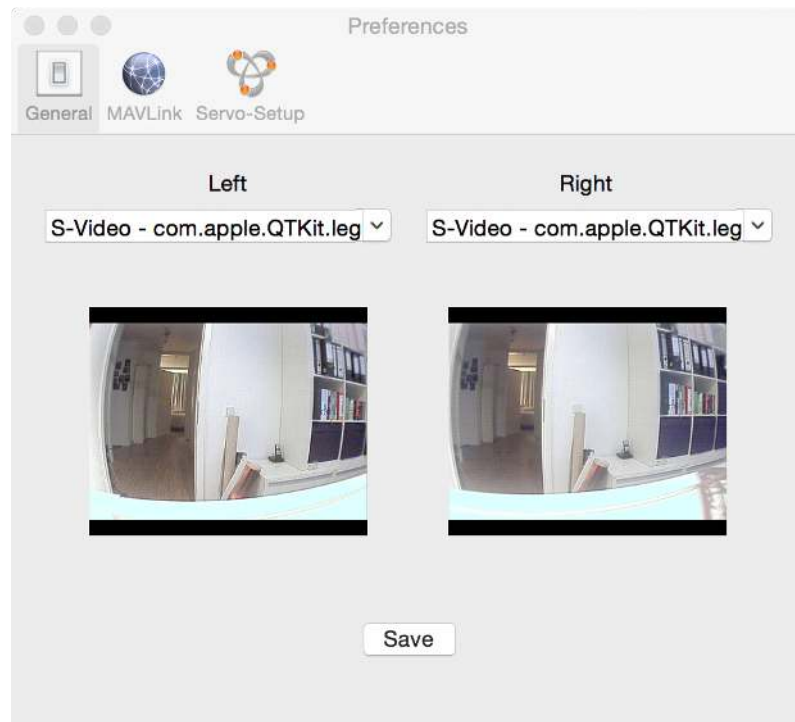 Preferences
General MAVLink Servo-Setup
Left Right
S-Video - com.apple.QTKit.leg S-Video - com.apple.QTKit.leg
Save